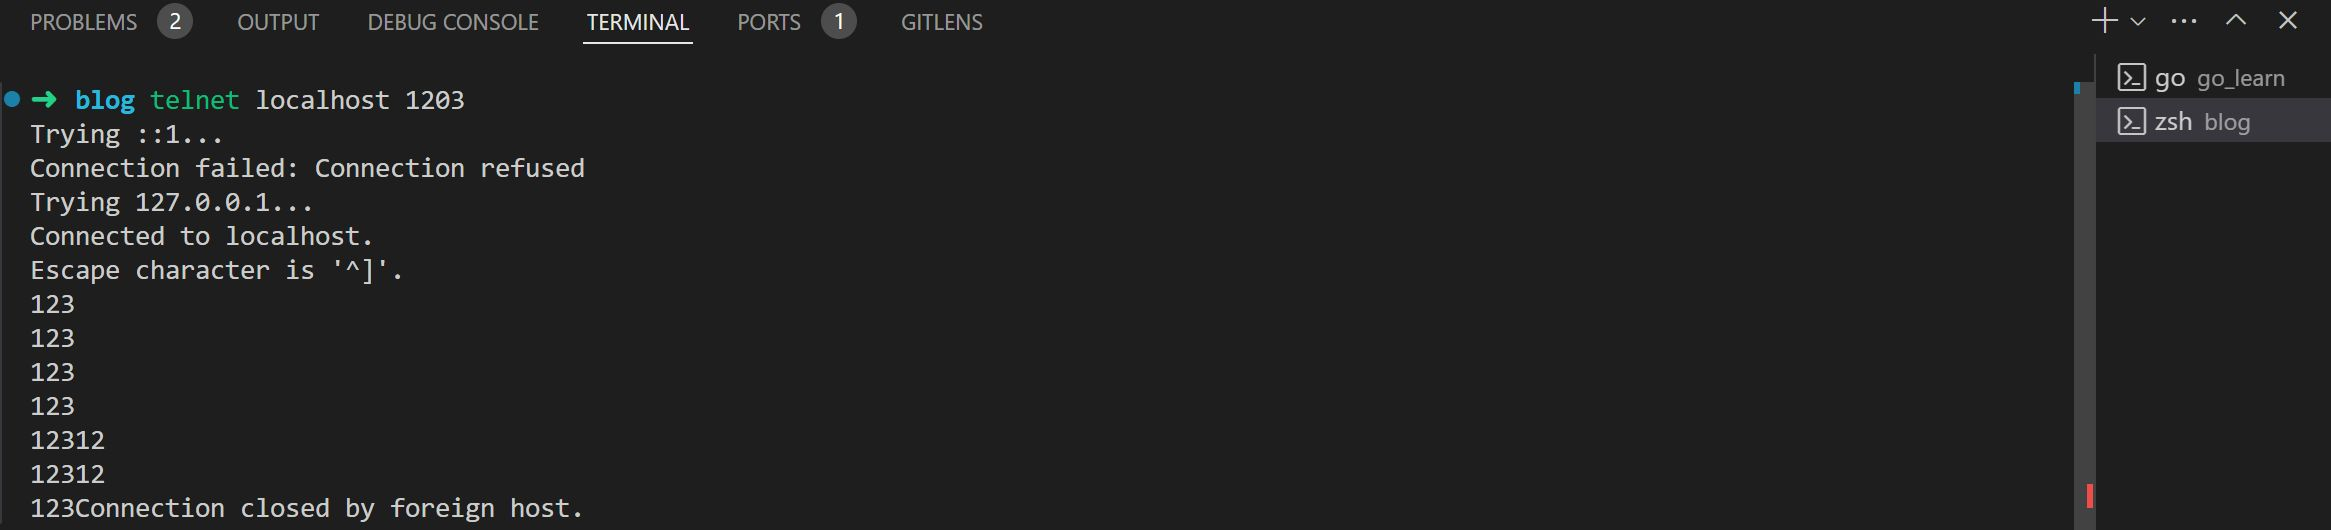 PROBLEMS 2 OUTPUT DEBUG CONSOLE TERMINAL PORTS 1 GITLENS
➜ blog telnet localhost 1203
Trying ::1...
Connection failed: Connection refused
Trying 127.0.0.1...
Connected to localhost.
Escape character is '^]'.
123
123
123
123
12312
12312
123Connection closed by foreign host.
go go_learn
zsh blog